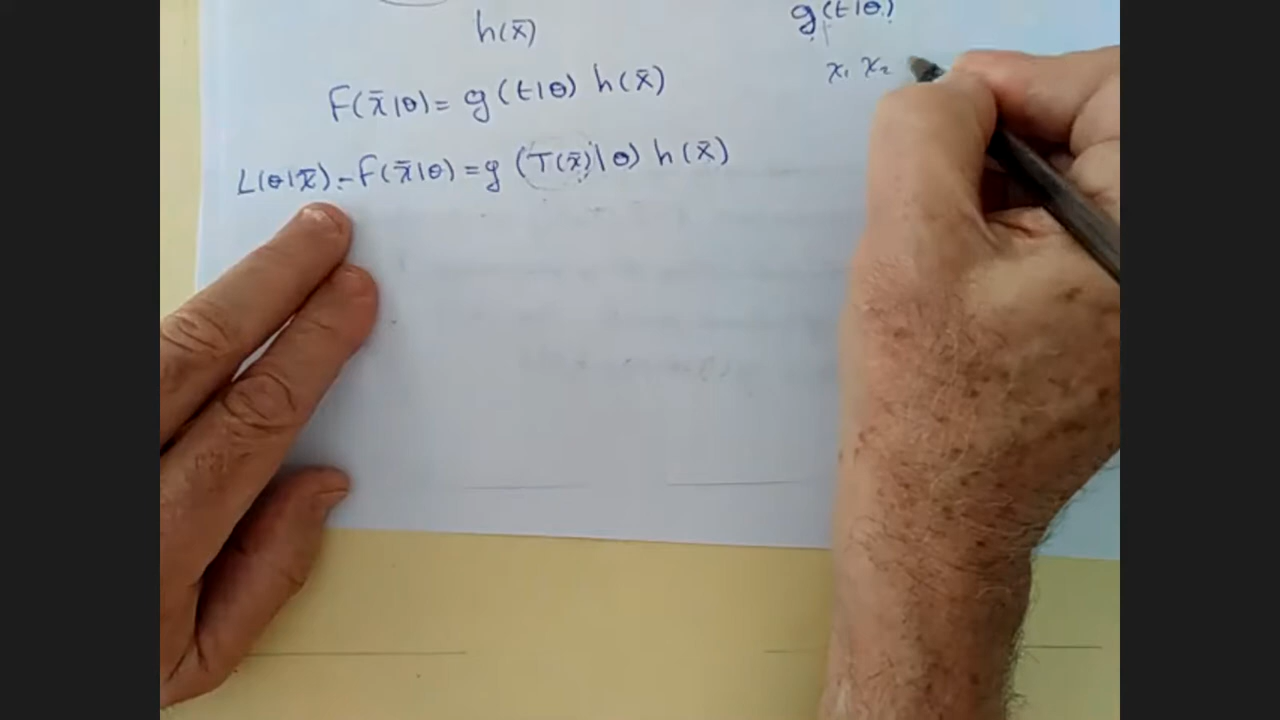 g(t|θ)
h(x̄)
x₁ x₂
F(x̄|θ) = g(t|θ) h(x̄)
L(θ|x̄) = F(x̄|θ) = g(T(x̄)|θ) h(x̄)